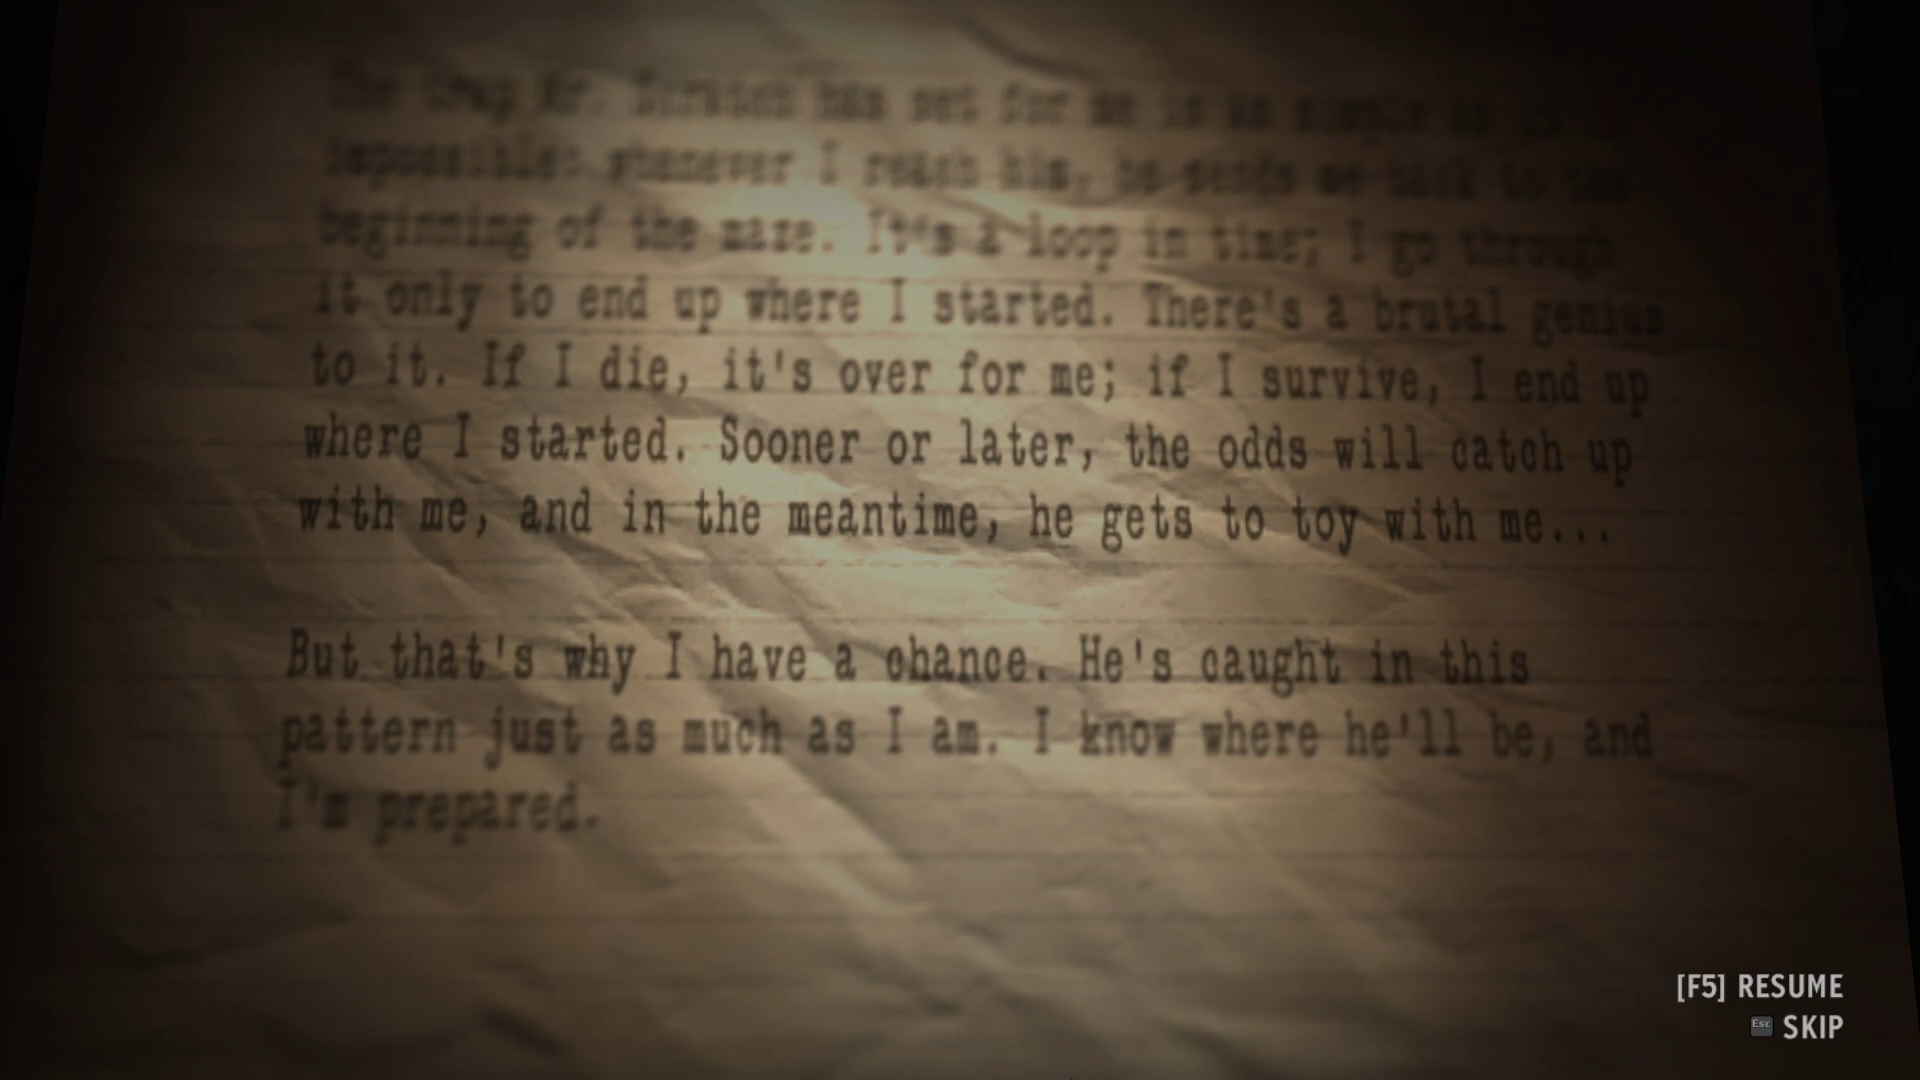 The trap Mr. Scratch has set for me is as simple as it is
impossible: whenever I reach him, he sends me back to the
beginning of the maze. It's a loop in time; I go through
it only to end up where I started. There's a brutal genius
to it. If I die, it's over for me; if I survive, I end up
where I started. Sooner or later, the odds will catch up
with me, and in the meantime, he gets to toy with me...
But that's why I have a chance. He's caught in this
pattern just as much as I am. I know where he'll be, and
I'm prepared.
[F5] RESUME
Esc SKIP